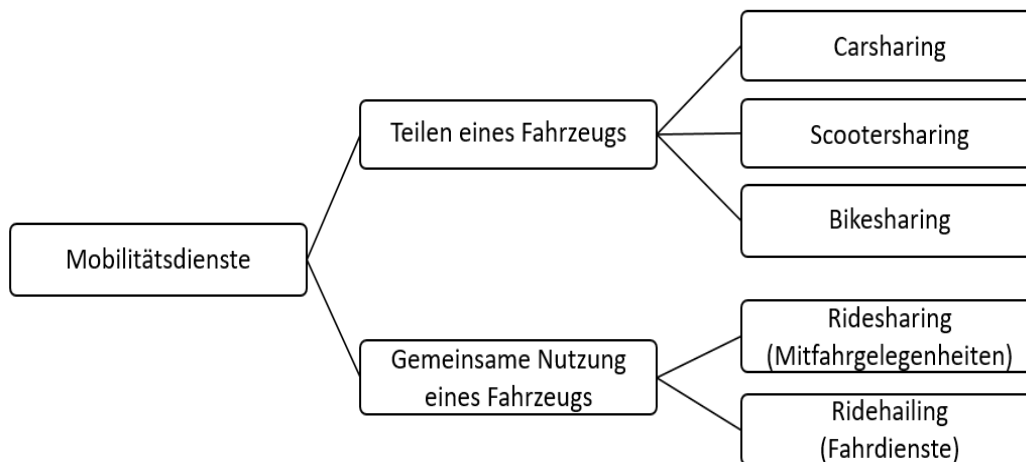 Mobilitätsdienste
Teilen eines Fahrzeugs
Carsharing
Scootersharing
Bikesharing
Gemeinsame Nutzung
eines Fahrzeugs
Ridesharing
(Mitfahrgelegenheiten)
Ridehailing
(Fahrdienste)